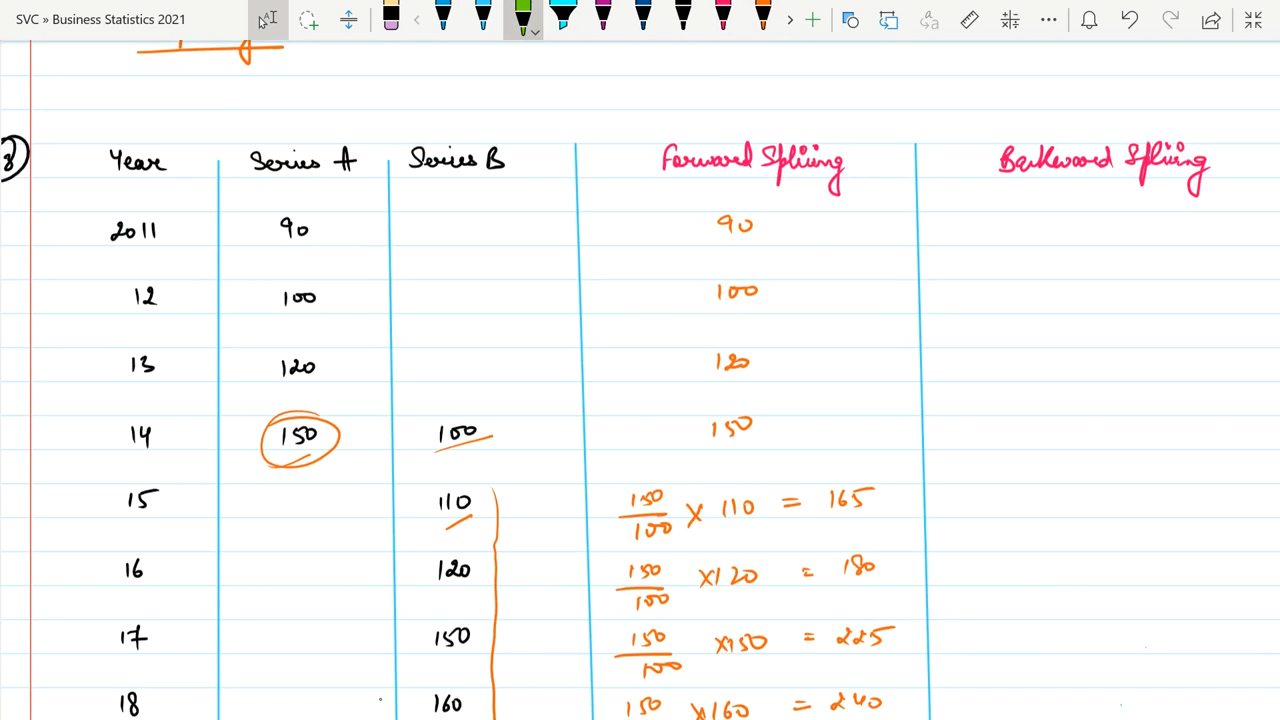 SVC » Business Statistics 2021
8)
Year Series A Series B Forward Spliiing Backward Spliiing
2011 90 90
12 100 100
13 120 120
14 150 100 150
15 110 150/100 × 110 = 165
16 120 150/100 ×120 = 180
17 150 150/100 ×150 = 225
18 160 150 ×160 = 240